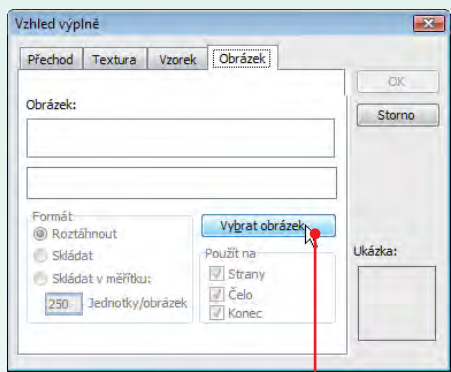 Vzhled výplně
Přechod Textura Vzorek Obrázek
OK
Storno
Obrázek:
Formát
Roztáhnout
Skládat
Skládat v měřítku:
250 Jednotky/obrázek
Vybrat obrázek
Použít na
Strany
Čelo
Konec
Ukázka: